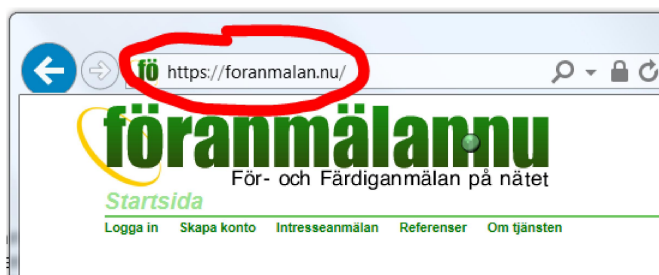 fö https://foranmalan.nu/
föranmälan.nu
För- och Färdiganmälan på nätet
Startsida
Logga in Skapa konto Intresseanmälan Referenser Om tjänsten